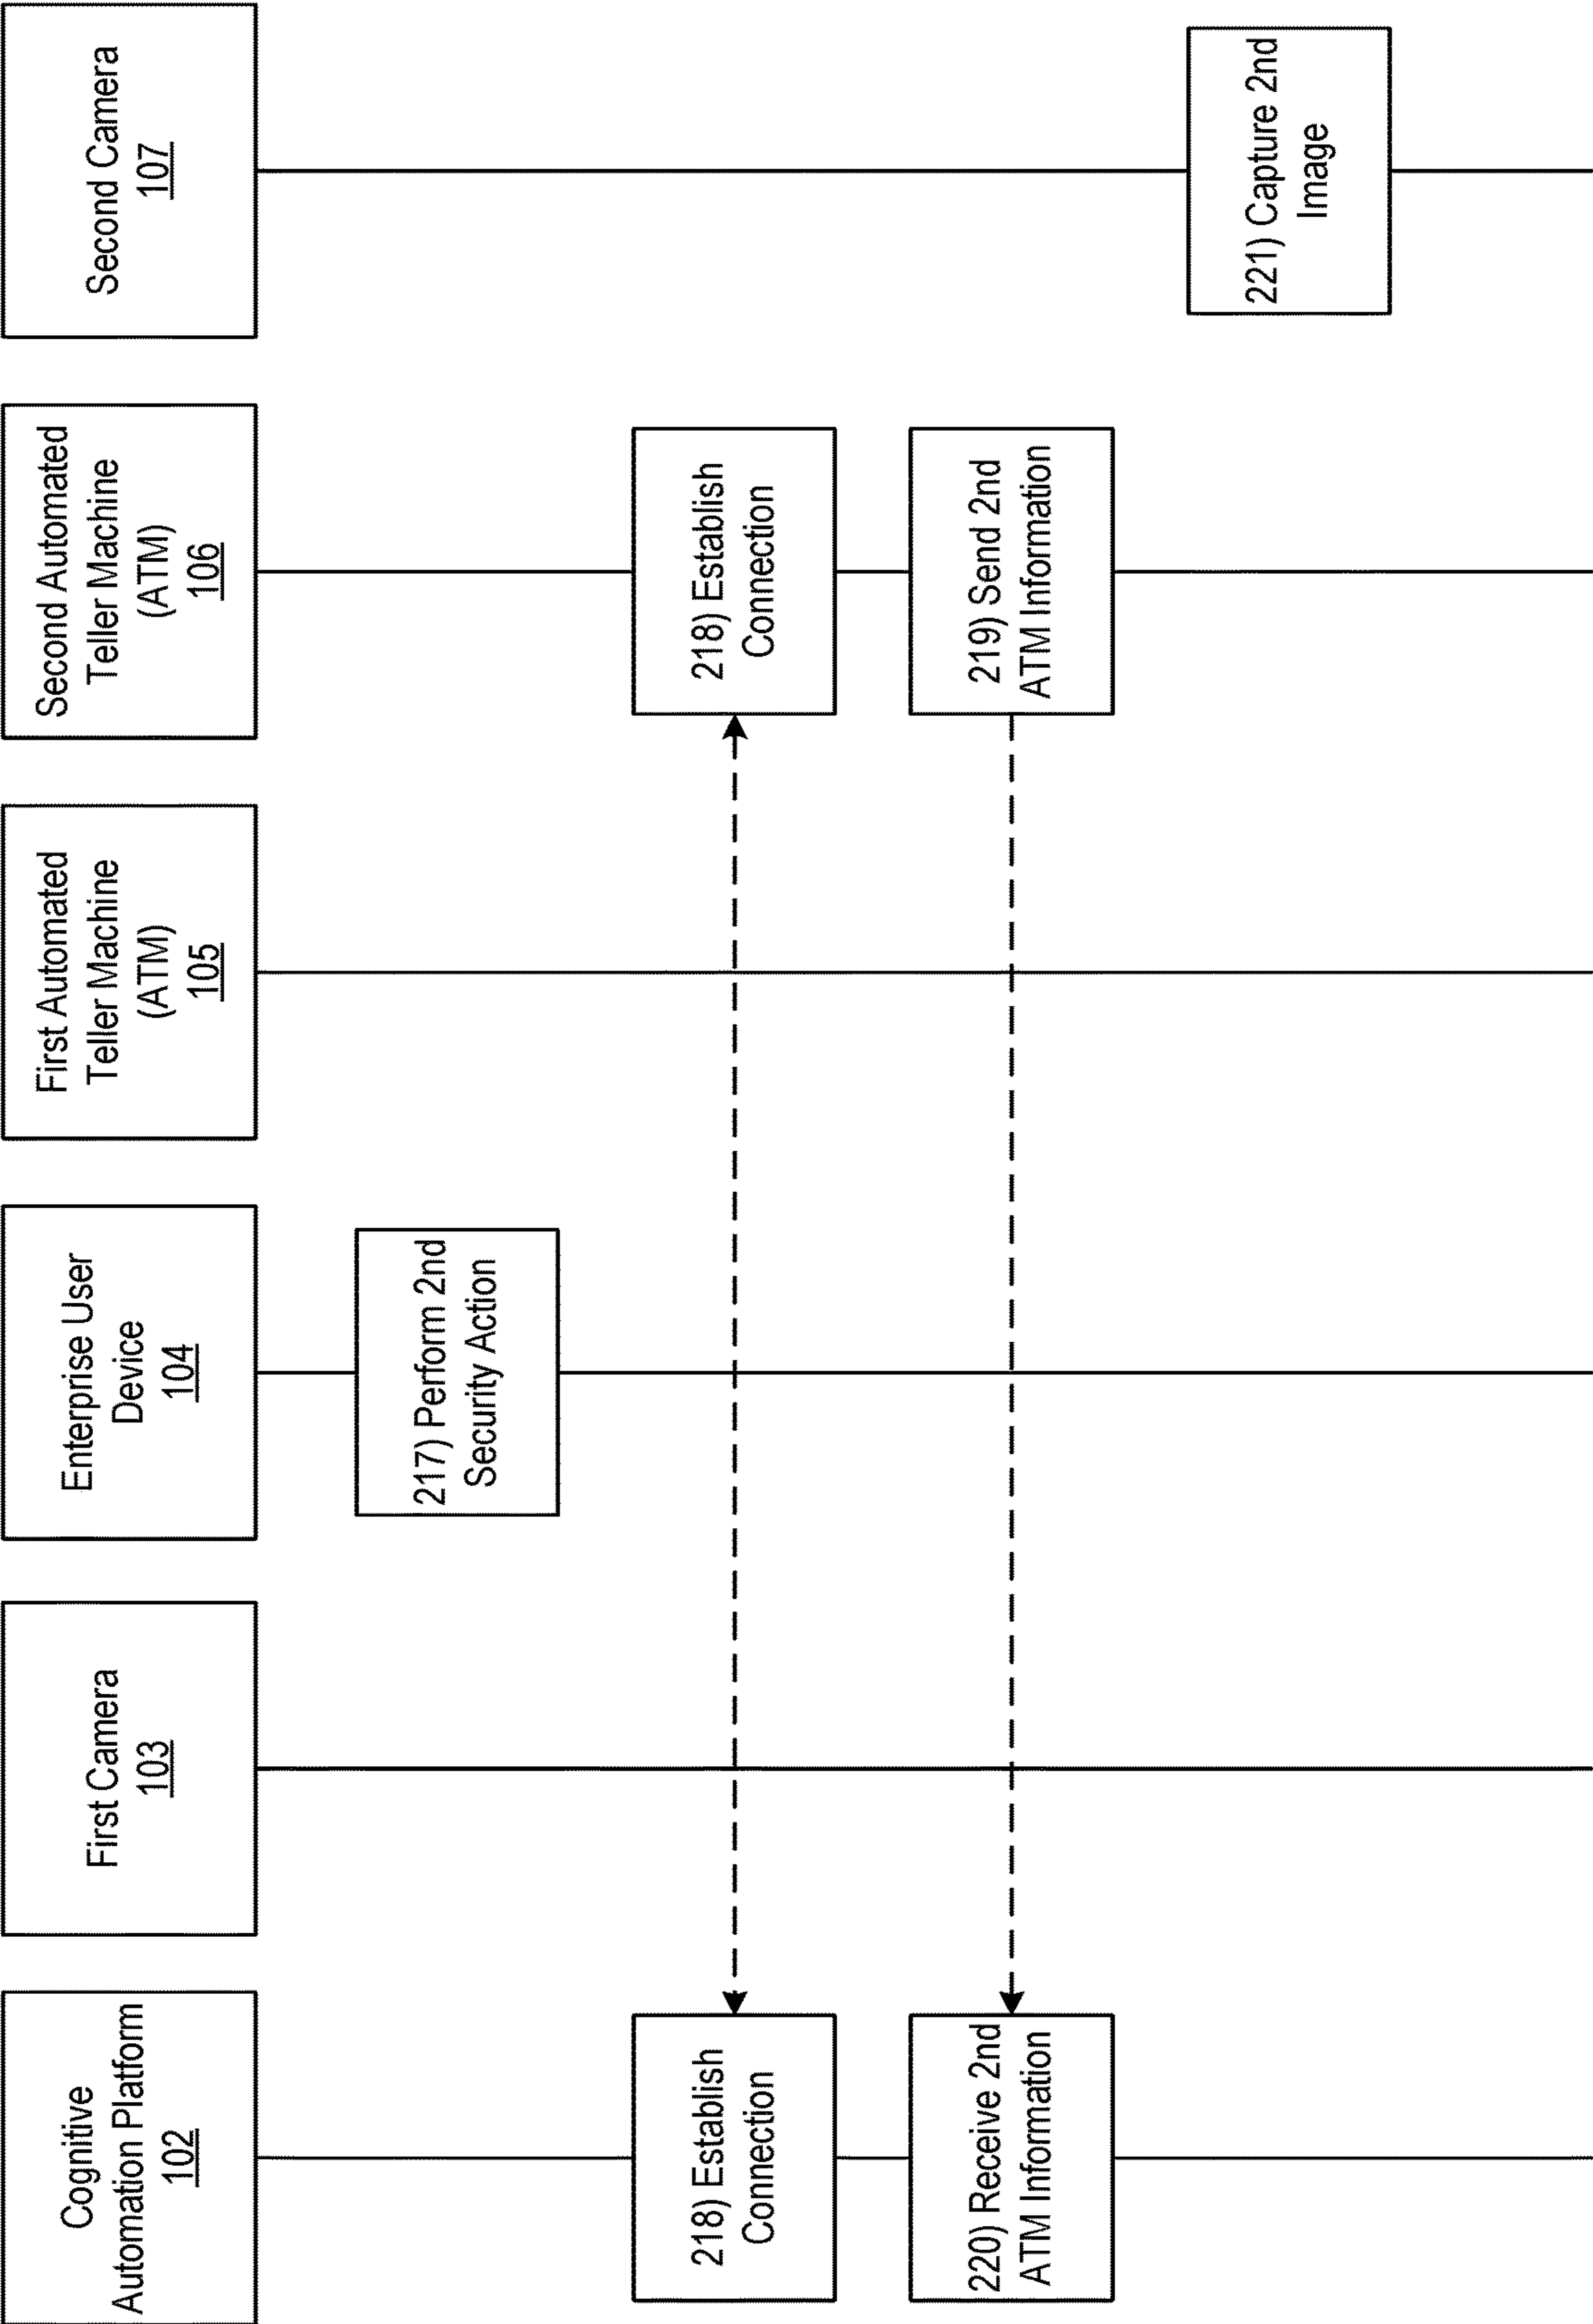 Cognitive
Automation Platform
102
First Camera
103
Enterprise User
Device
104
First Automated
Teller Machine
(ATM)
105
Second Automated
Teller Machine
(ATM)
106
Second Camera
107
217) Perform 2nd
Security Action
218) Establish
Connection
218) Establish
Connection
220) Receive 2nd
ATM Information
219) Send 2nd
ATM Information
221) Capture 2nd
Image